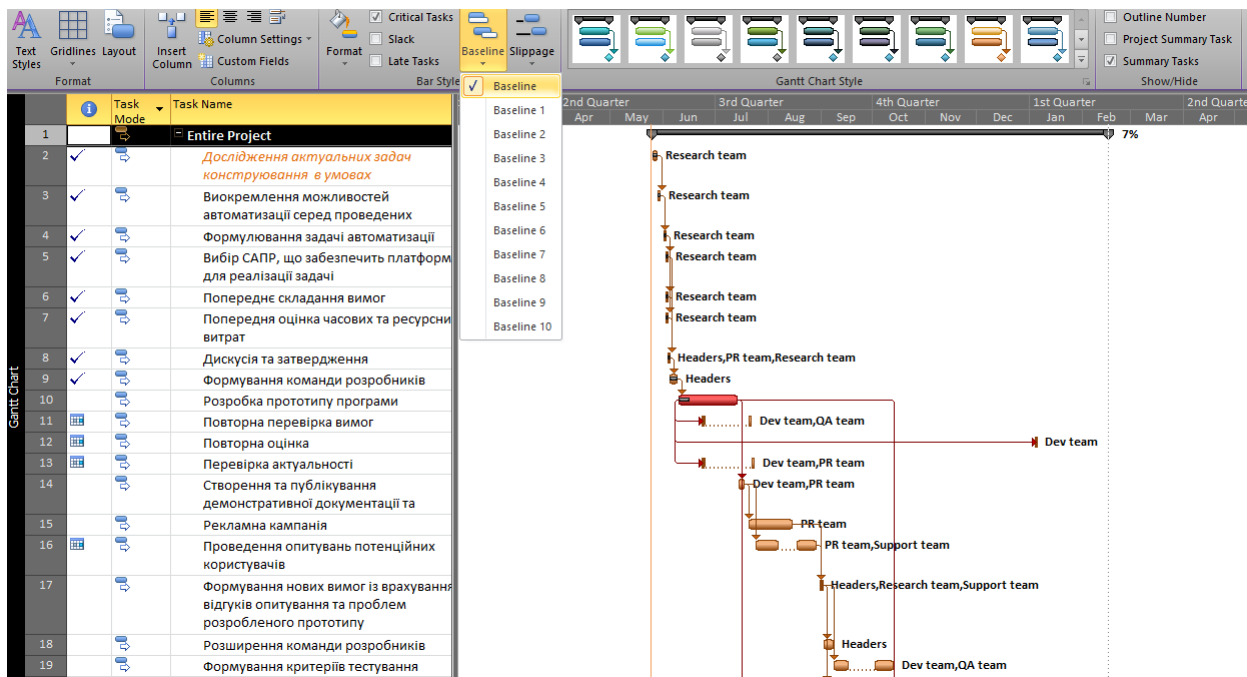 Text Styles
Gridlines
Layout
Format
Insert Column
Column Settings
Custom Fields
Columns
Format
Critical Tasks
Slack
Late Tasks
Bar Style
Baseline
Slippage
Gantt Chart Style
Outline Number
Project Summary Task
Summary Tasks
Show/Hide
Baseline
Baseline 1
Baseline 2
Baseline 3
Baseline 4
Baseline 5
Baseline 6
Baseline 7
Baseline 8
Baseline 9
Baseline 10
Gantt Chart
Task Mode
Task Name
2nd Quarter 3rd Quarter 4th Quarter 1st Quarter 2nd Quarte
Apr May Jun Jul Aug Sep Oct Nov Dec Jan Feb Mar Apr
1 Entire Project 7%
2 Дослідження актуальних задач
конструювання в умовах
Research team
3 Виокремлення можливостей
автоматизації серед проведених
Research team
4 Формулювання задачі автоматизації
Research team
5 Вибір САПР, що забезпечить платформ
для реалізації задачі
Research team
6 Попереднє складання вимог
Research team
7 Попередня оцінка часових та ресурсни
витрат
Research team
8 Дискусія та затвердження
Headers,PR team,Research team
9 Формування команди розробників
Headers
10 Розробка прототипу програми
11 Повторна перевірка вимог
Dev team,QA team
12 Повторна оцінка
Dev team
13 Перевірка актуальності
Dev team,PR team
14 Створення та публікування
демонстративної документації та
Dev team,PR team
15 Рекламна кампанія
PR team
16 Проведення опитувань потенційних
користувачів
PR team,Support team
17 Формування нових вимог із врахування
відгуків опитування та проблем
розробленого прототипу
Headers,Research team,Support team
18 Розширення команди розробників
Headers
19 Формування критеріїв тестування
Dev team,QA team